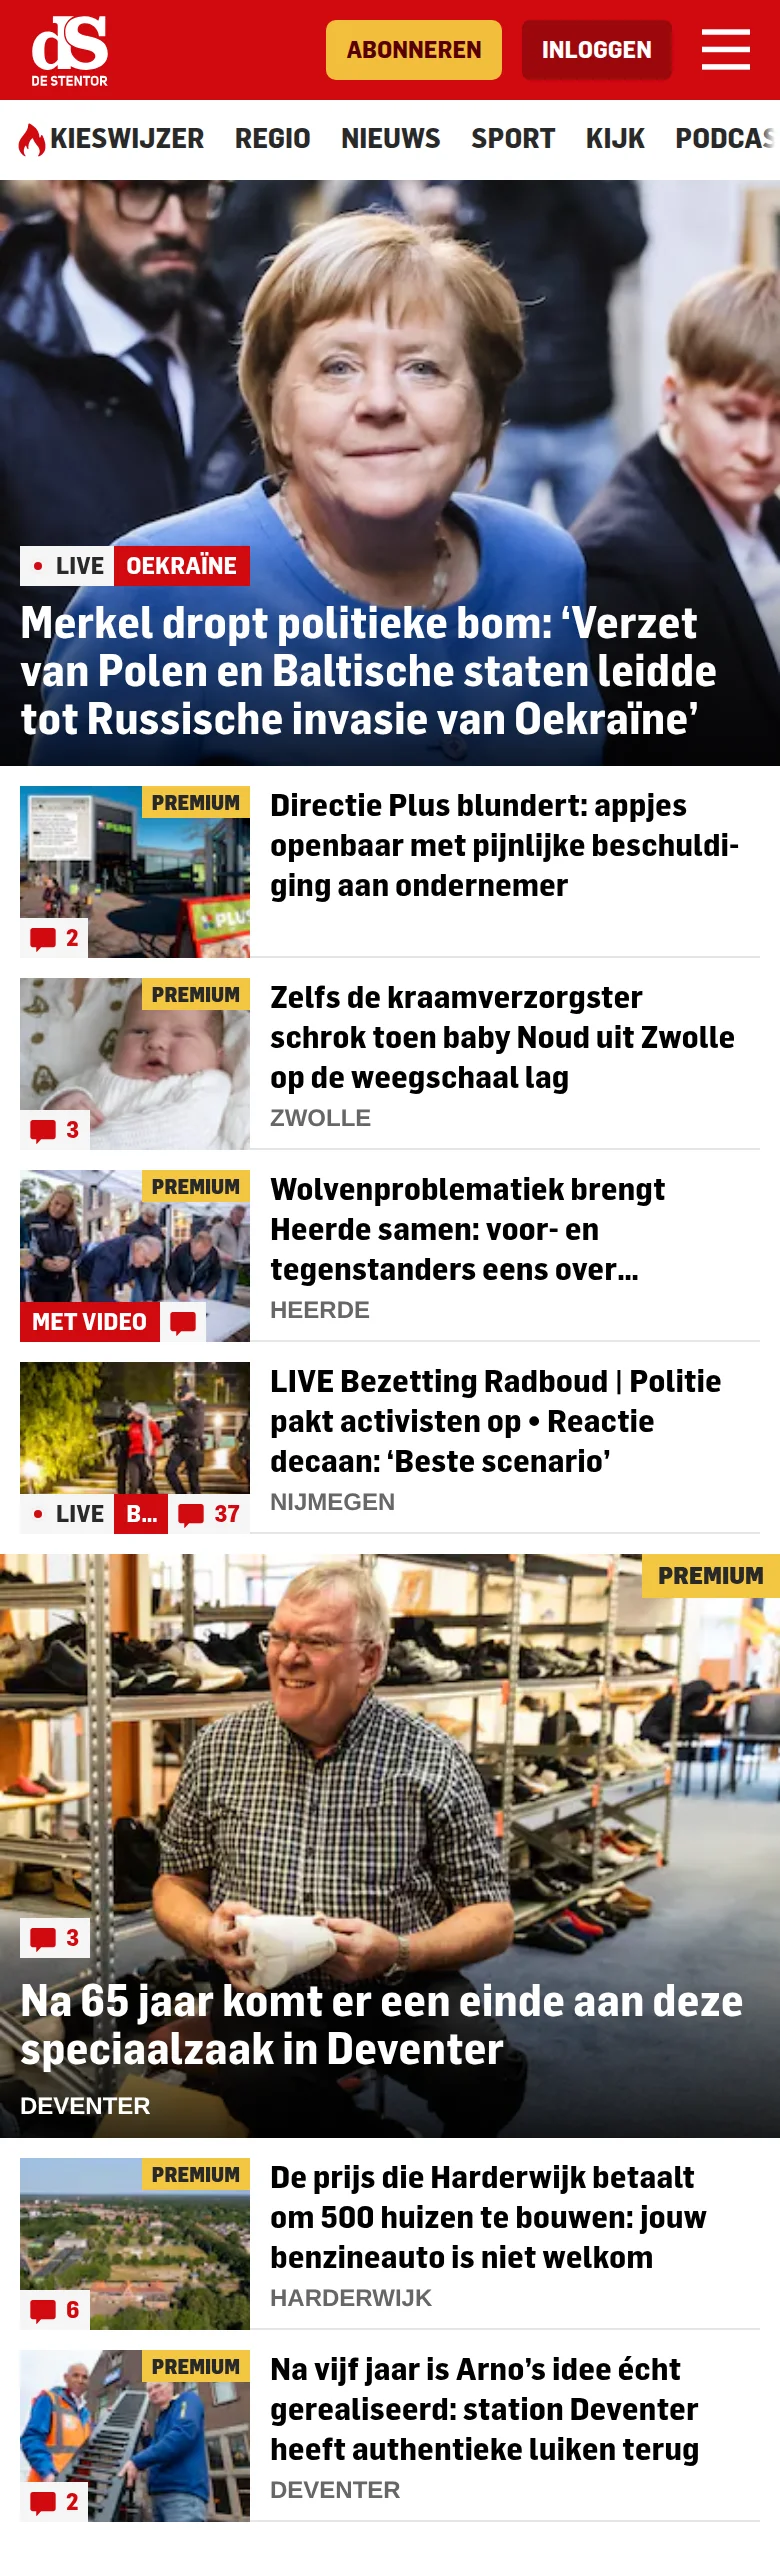 dS
DE STENTOR
ABONNEREN
INLOGGEN
KIESWIJZER REGIO NIEUWS SPORT KIJK PODCAS
LIVE OEKRAÏNE
Merkel dropt politieke bom: ‘Verzet
van Polen en Baltische staten leidde
tot Russische invasie van Oekraïne’
PREMIUM
PLUS
PLUS
2
Directie Plus blundert: appjes
openbaar met pijnlijke beschuldi-
ging aan ondernemer
PREMIUM
3
Zelfs de kraamverzorgster
schrok toen baby Noud uit Zwolle
op de weegschaal lag
ZWOLLE
PREMIUM
MET VIDEO
Wolvenproblematiek brengt
Heerde samen: voor- en
tegenstanders eens over...
HEERDE
LIVE B... 37
LIVE Bezetting Radboud | Politie
pakt activisten op • Reactie
decaan: ‘Beste scenario’
NIJMEGEN
PREMIUM
3
Na 65 jaar komt er een einde aan deze
speciaalzaak in Deventer
DEVENTER
PREMIUM
6
De prijs die Harderwijk betaalt
om 500 huizen te bouwen: jouw
benzineauto is niet welkom
HARDERWIJK
PREMIUM
2
Na vijf jaar is Arno’s idee écht
gerealiseerd: station Deventer
heeft authentieke luiken terug
DEVENTER